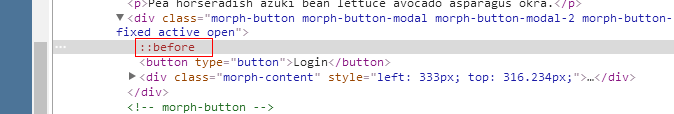 <p>Pea horseradish azuki bean lettuce avocado asparagus okra.</p>
▼<div class="morph-button morph-button-modal morph-button-modal-2 morph-button-
fixed active open">
... ::before
<button type="button">Login</button>
▶<div class="morph-content" style="left: 333px; top: 316.234px;">…</div>
</div>
<!-- morph-button -->